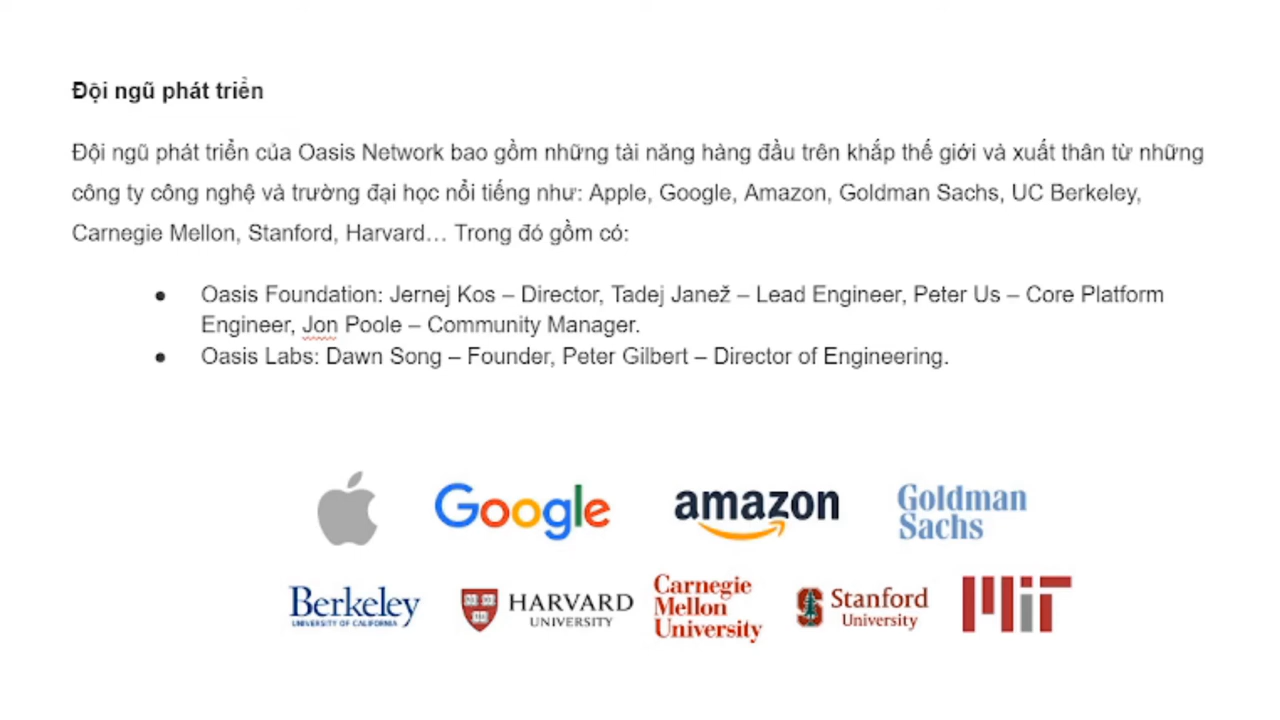 Đội ngũ phát triển
Đội ngũ phát triển của Oasis Network bao gồm những tài năng hàng đầu trên khắp thế giới và xuất thân từ những
công ty công nghệ và trường đại học nổi tiếng như: Apple, Google, Amazon, Goldman Sachs, UC Berkeley,
Carnegie Mellon, Stanford, Harvard… Trong đó gồm có:
● Oasis Foundation: Jernej Kos – Director, Tadej Janež – Lead Engineer, Peter Us – Core Platform
Engineer, Jon Poole – Community Manager.
● Oasis Labs: Dawn Song – Founder, Peter Gilbert – Director of Engineering.
Google
amazon
Goldman
Sachs
Berkeley
UNIVERSITY OF CALIFORNIA
HARVARD
UNIVERSITY
Carnegie
Mellon
University
Stanford
University
MIT